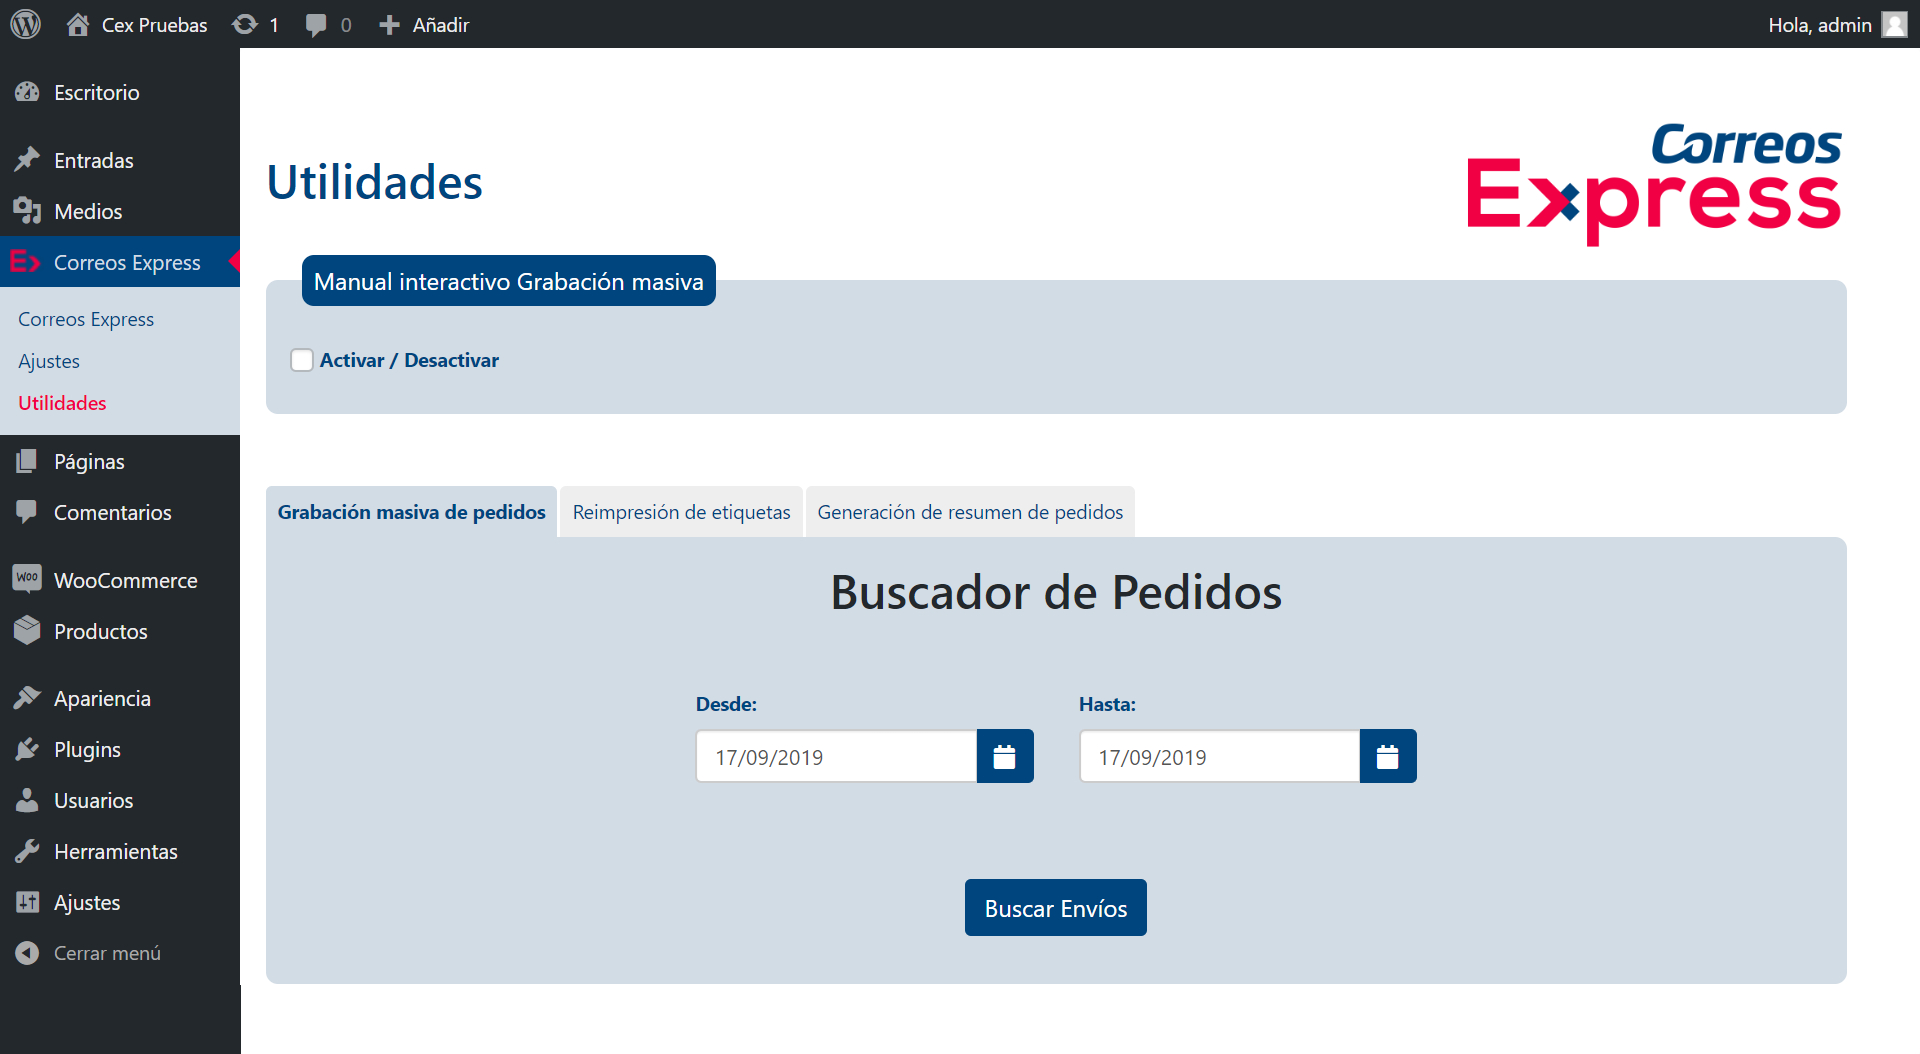 Cex Pruebas 1 0 Añadir Hola, admin
Escritorio
Entradas
Medios
Correos Express
Correos Express
Ajustes
Utilidades
Páginas
Comentarios
Woo WooCommerce
Productos
Apariencia
Plugins
Usuarios
Herramientas
Ajustes
Cerrar menú
Utilidades
Correos
Express
Manual interactivo Grabación masiva
Activar / Desactivar
Grabación masiva de pedidos Reimpresión de etiquetas Generación de resumen de pedidos
Buscador de Pedidos
Desde: Hasta:
17/09/2019 17/09/2019
Buscar Envíos